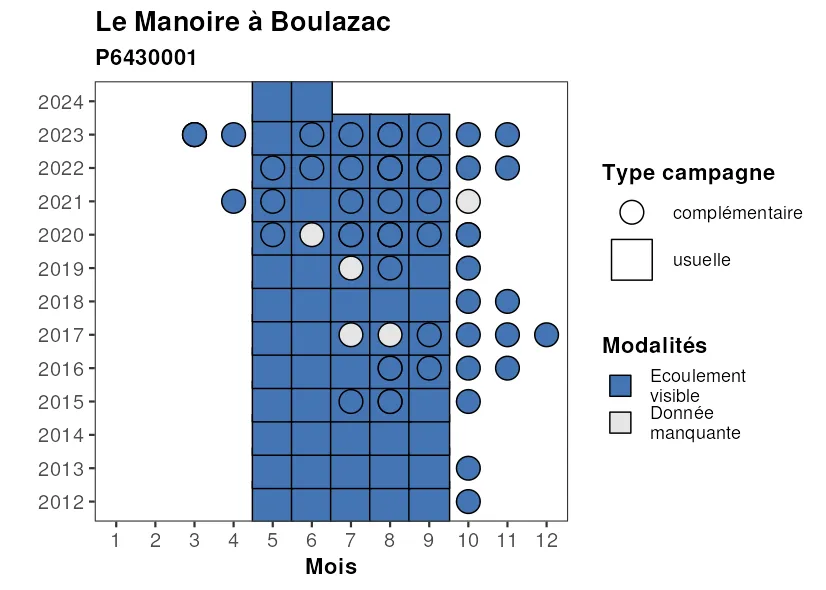 Le Manoire à Boulazac
P6430001
2024
2023
2022
2021
2020
2019
2018
2017
2016
2015
2014
2013
2012
1 2 3 4 5 6 7 8 9 10 11 12
Mois
Type campagne
complémentaire
usuelle
Modalités
Ecoulement
visible
Donnée
manquante